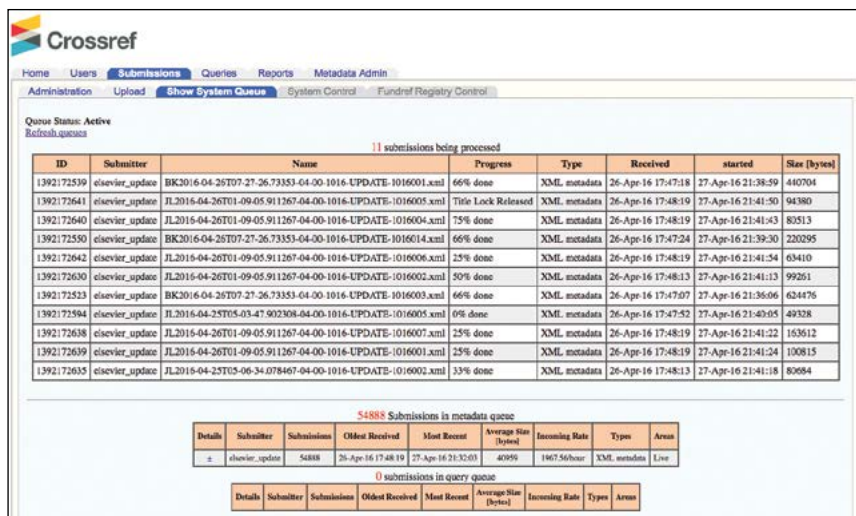 Crossref
Home Users Submissions Queries Reports Metadata Admin
Administration Upload Show System Queue System Control Fundref Registry Control
Queue Status: Active
Refresh queues
11 submissions being processed
ID Submitter Name Progress Type Received started Size [bytes]
1392172539 elsevier_update BK2016-04-26T07-27-26.73353-04-00-1016-UPDATE-1016001.xml 66% done XML metadata 26-Apr-16 17:47:18 27-Apr-16 21:38:59 440704
1392172641 elsevier_update JL2016-04-26T01-09-05.911267-04-00-1016-UPDATE-1016005.xml Title Lock Released XML metadata 26-Apr-16 17:48:19 27-Apr-16 21:41:50 94380
1392172640 elsevier_update JL2016-04-26T01-09-05.911267-04-00-1016-UPDATE-1016004.xml 75% done XML metadata 26-Apr-16 17:48:19 27-Apr-16 21:41:43 80513
1392172550 elsevier_update BK2016-04-26T07-27-26.73353-04-00-1016-UPDATE-1016014.xml 66% done XML metadata 26-Apr-16 17:47:24 27-Apr-16 21:39:30 220295
1392172642 elsevier_update JL2016-04-26T01-09-05.911267-04-00-1016-UPDATE-1016006.xml 25% done XML metadata 26-Apr-16 17:48:19 27-Apr-16 21:41:54 63410
1392172630 elsevier_update JL2016-04-26T01-09-05.911267-04-00-1016-UPDATE-1016002.xml 50% done XML metadata 26-Apr-16 17:48:13 27-Apr-16 21:41:13 99261
1392172523 elsevier_update BK2016-04-26T07-27-26.73353-04-00-1016-UPDATE-1016003.xml 66% done XML metadata 26-Apr-16 17:47:07 27-Apr-16 21:36:06 624476
1392172594 elsevier_update JL2016-04-25T05-03-47.902308-04-00-1016-UPDATE-1016005.xml 0% done XML metadata 26-Apr-16 17:47:52 27-Apr-16 21:40:05 49328
1392172638 elsevier_update JL2016-04-26T01-09-05.911267-04-00-1016-UPDATE-1016007.xml 25% done XML metadata 26-Apr-16 17:48:19 27-Apr-16 21:41:22 163612
1392172639 elsevier_update JL2016-04-26T01-09-05.911267-04-00-1016-UPDATE-1016001.xml 25% done XML metadata 26-Apr-16 17:48:19 27-Apr-16 21:41:24 100815
1392172635 elsevier_update JL2016-04-25T05-06-34.078467-04-00-1016-UPDATE-1016002.xml 33% done XML metadata 26-Apr-16 17:48:13 27-Apr-16 21:41:18 80684
54888 Submissions in metadata queue
Details Submitter Submissions Oldest Received Most Recent Average Size [bytes] Incoming Rate Types Areas
± elsevier_update 54888 26-Apr-16 17:48:19 27-Apr-16 21:32:03 40959 1967.56/hour XML metadata Live
0 submissions in query queue
Details Submitter Submissions Oldest Received Most Recent Average Size [bytes] Incoming Rate Types Areas